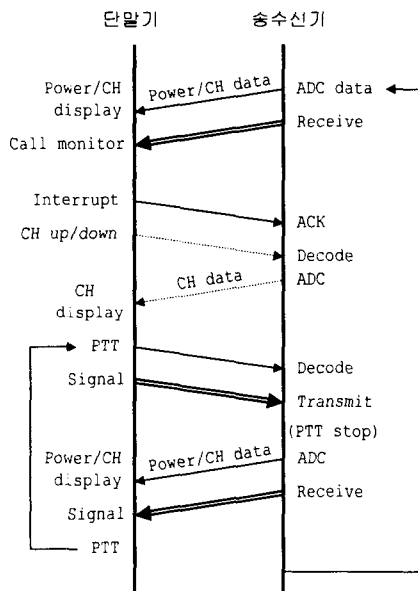 단말기 송수신기
Power/CH display
Power/CH data
ADC data
Call monitor
Receive
Interrupt
ACK
CH up/down
Decode
CH data
ADC
CH display
PTT
Decode
Signal
Transmit
(PTT stop)
Power/CH display
Power/CH data
ADC
Receive
Signal
PTT